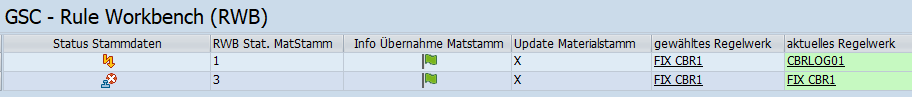 GSC - Rule Workbench (RWB)
Status Stammdaten RWB Stat. MatStamm Info Übernahme Matstamm Update Materialstamm gewähltes Regelwerk aktuelles Regelwerk
1 X FIX CBR1 CBRLOG01
3 X FIX CBR1 FIX CBR1